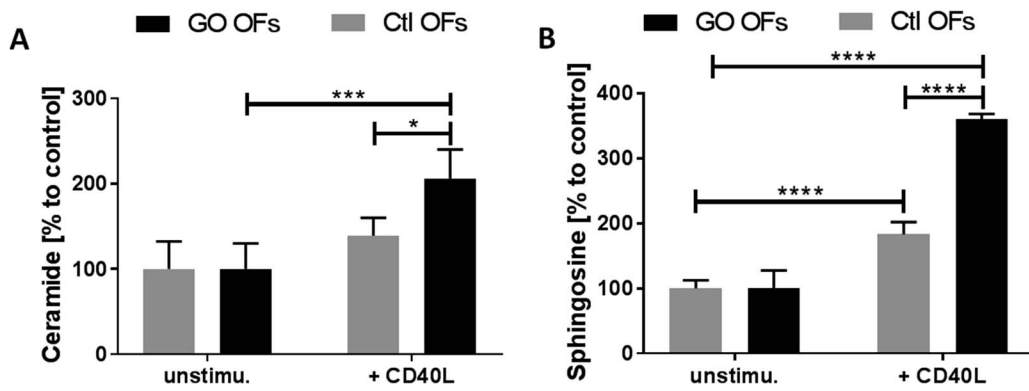 A
GO OFs
Ctl OFs
Ceramide [% to control]
300
200
100
0
***
*
unstimu.
+ CD40L
B
GO OFs
Ctl OFs
Sphingosine [% to control]
400
300
200
100
0
****
****
****
unstimu.
+ CD40L